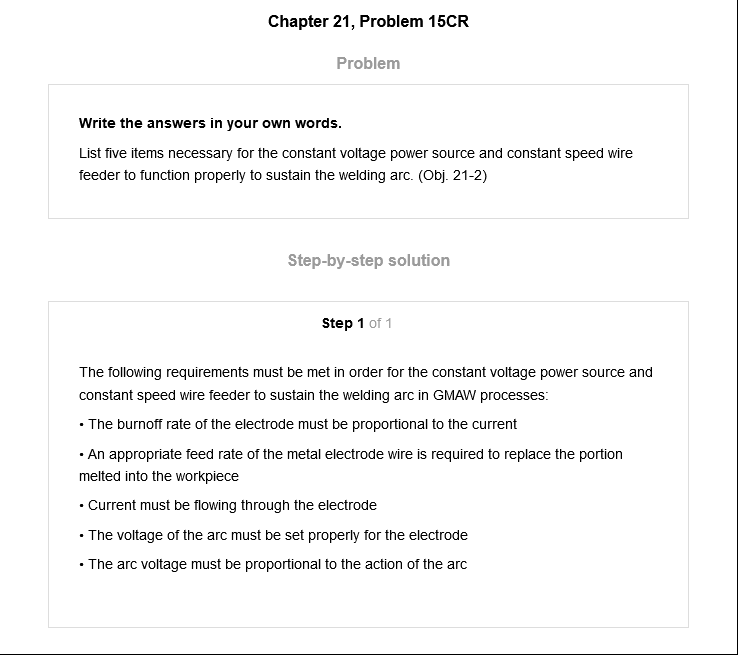 Chapter 21, Problem 15CR
Problem
Write the answers in your own words.
List five items necessary for the constant voltage power source and constant speed wire
feeder to function properly to sustain the welding arc. (Obj. 21-2)
Step-by-step solution
Step 1 of 1
The following requirements must be met in order for the constant voltage power source and
constant speed wire feeder to sustain the welding arc in GMAW processes:
• The burnoff rate of the electrode must be proportional to the current
• An appropriate feed rate of the metal electrode wire is required to replace the portion
melted into the workpiece
• Current must be flowing through the electrode
• The voltage of the arc must be set properly for the electrode
• The arc voltage must be proportional to the action of the arc